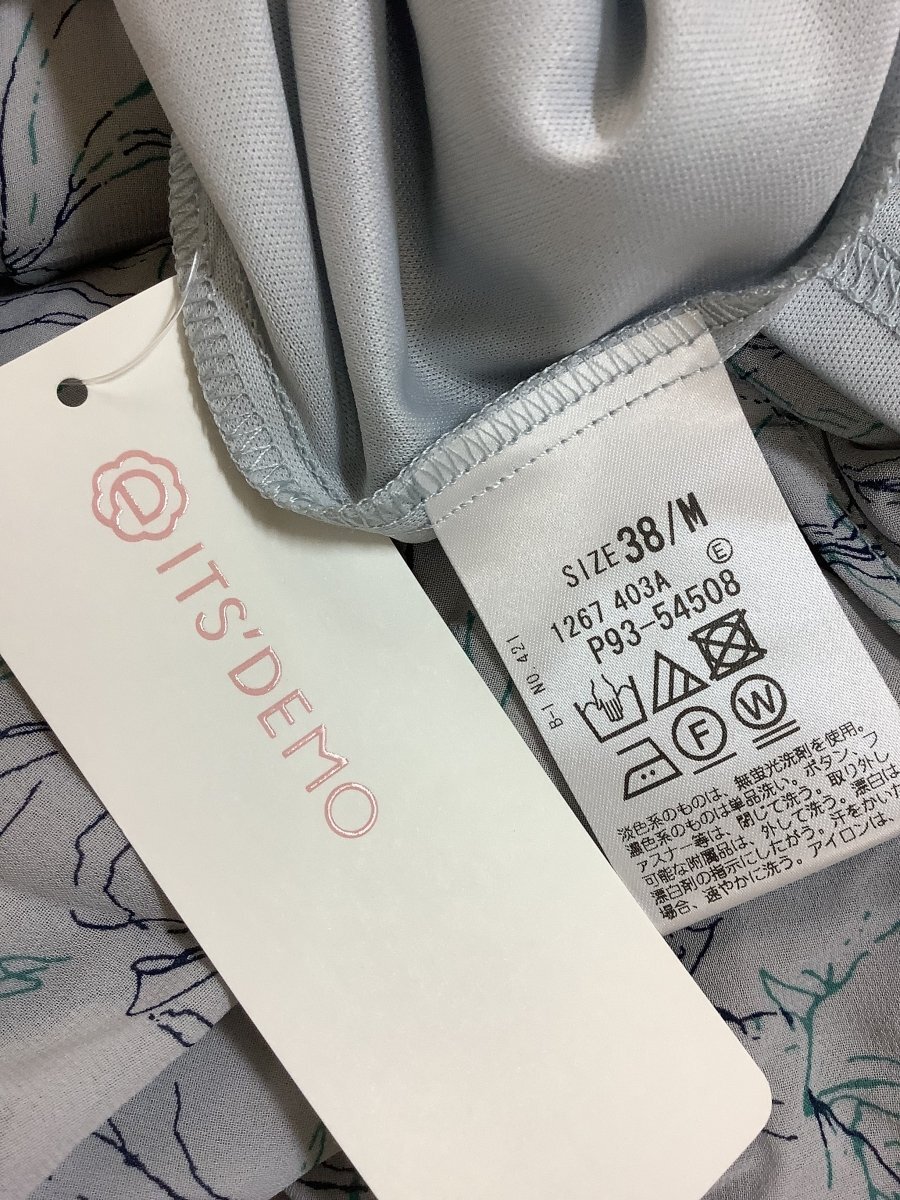 ITS'DEMO
SIZE 38/M
1267 403A Ⓔ
P93-54508
B-1 NO.421
F
W
淡色系のものは、無蛍光洗剤を使用。
濃色系のものは単品洗い。ボタン、フ
ァスナー等は、閉じて洗う。取り外し
可能な附属品は、外して洗う。漂白は
漂白剤の指示にしたがう。汗をかいた
場合、速やかに洗う。アイロンは、